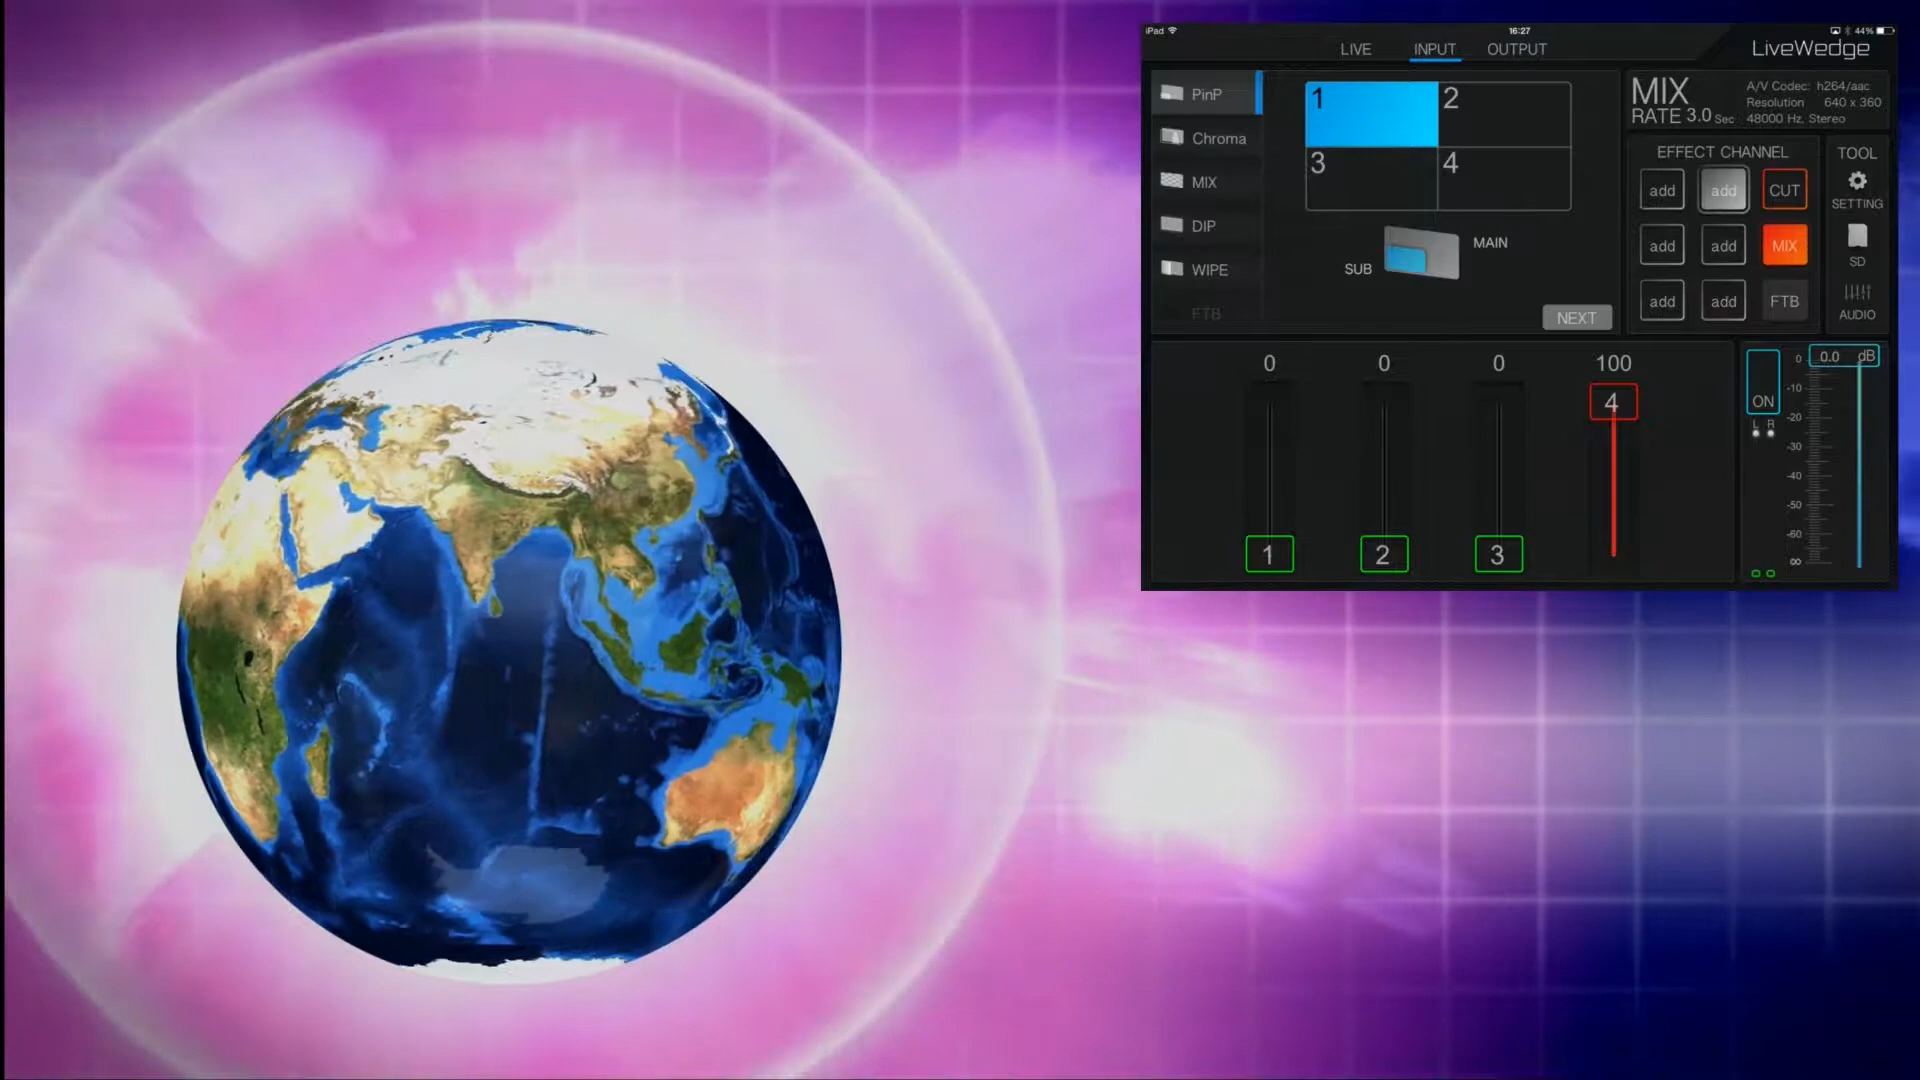 iPad 16:27 44%
LIVE INPUT OUTPUT LiveWedge
PinP
Chroma
MIX
DIP
WIPE
FTB
1 2
3 4
MAIN
SUB
NEXT
MIX
RATE 3.0 Sec
A/V Codec: h264/aac
Resolution 640 x 360
48000 Hz, Stereo
EFFECT CHANNEL
add add CUT
add add MIX
add add FTB
TOOL
SETTING
SD
AUDIO
0 0 0 100
4
1 2 3
ON
L R
0.0 dB
0
-10
-20
-30
-40
-50
-60
∞